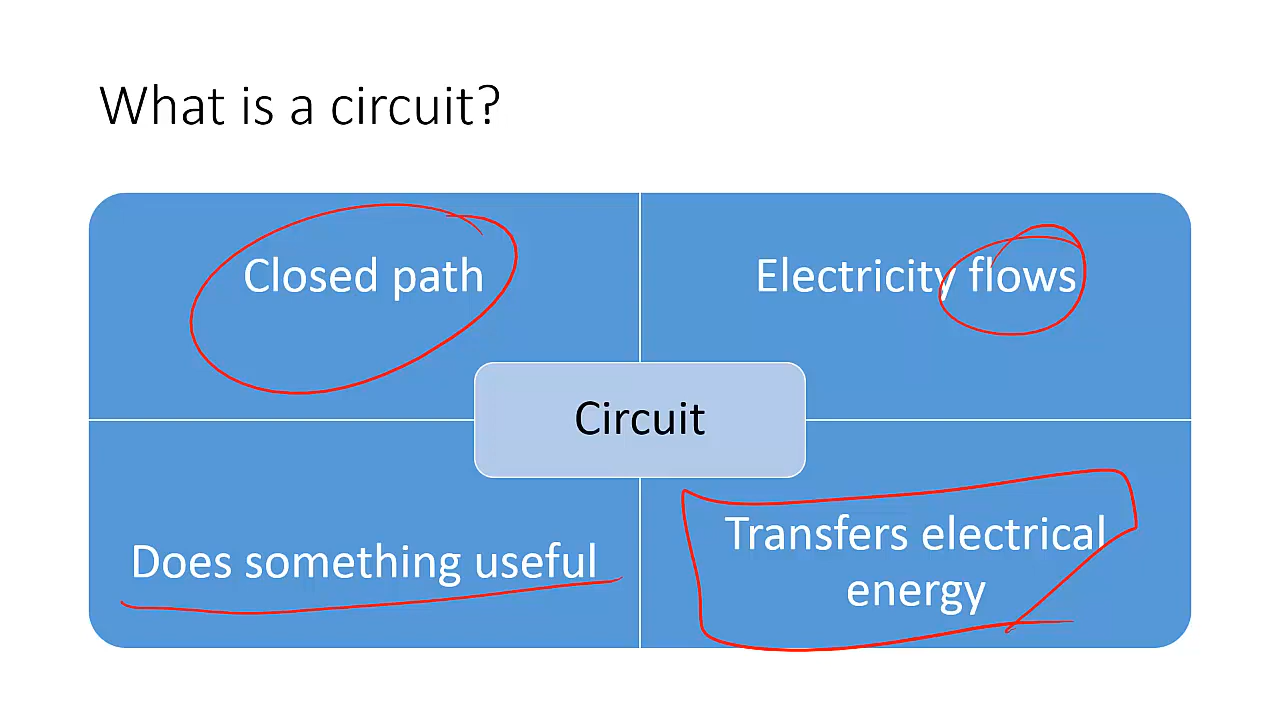 What is a circuit?
Closed path
Electricity flows
Circuit
Does something useful
Transfers electrical
energy